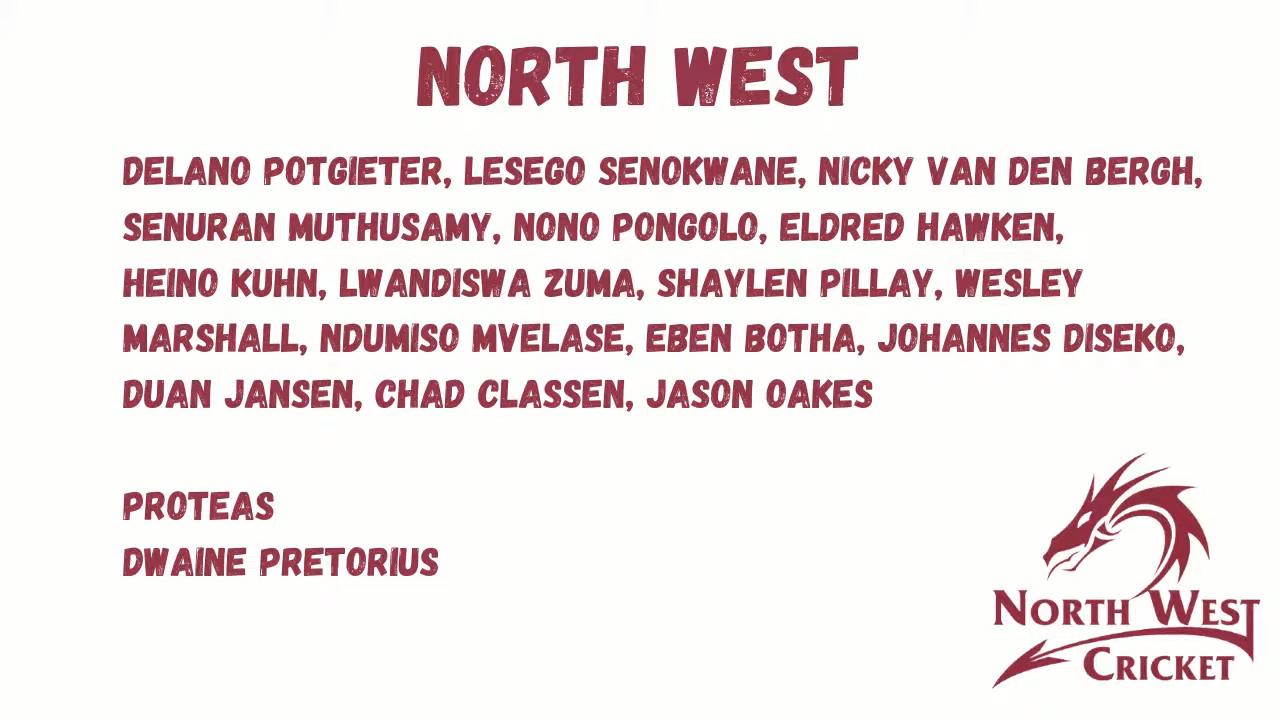 NORTH WEST
DELANO POTGIETER, LESEGO SENOKWANE, NICKY VAN DEN BERGH,
SENURAN MUTHUSAMY, NONO PONGOLO, ELDRED HAWKEN,
HEINO KUHN, LWANDISWA ZUMA, SHAYLEN PILLAY, WESLEY
MARSHALL, NDUMISO MVELASE, EBEN BOTHA, JOHANNES DISEKO,
DUAN JANSEN, CHAD CLASSEN, JASON OAKES
PROTEAS
DWAINE PRETORIUS
NORTH WEST
CRICKET